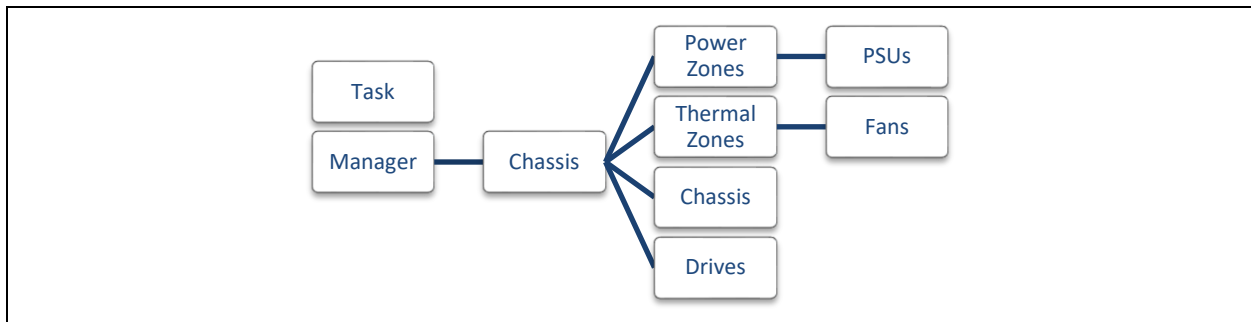 Task
Manager
Chassis
Power
Zones
PSUs
Thermal
Zones
Fans
Chassis
Drives